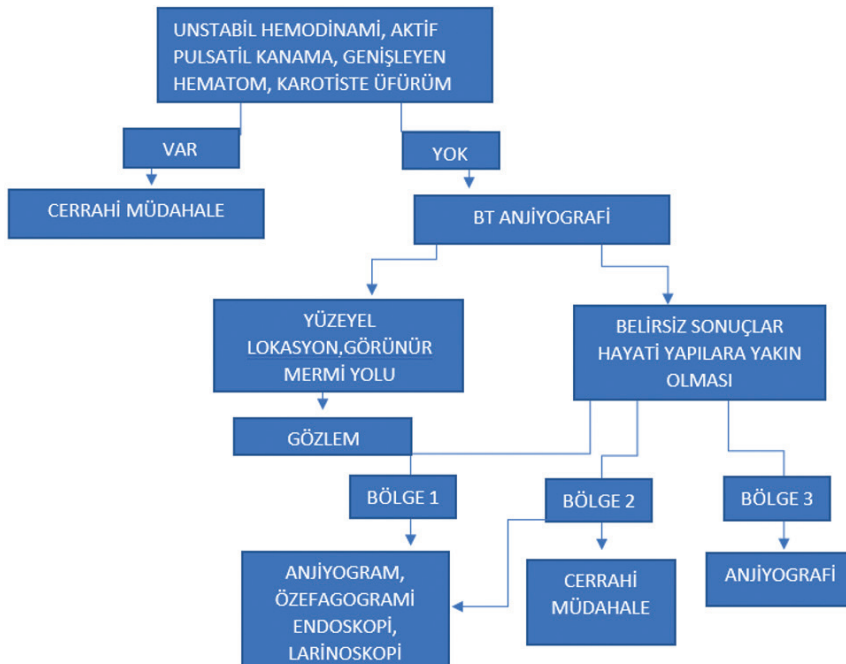 UNSTABİL HEMODİNAMİ, AKTİF
PULSATİL KANAMA, GENİŞLEYEN
HEMATOM, KAROTİSTE ÜFÜRÜM
VAR
YOK
CERRAHİ MÜDAHALE
BT ANJİYOGRAFİ
YÜZEYEL
LOKASYON,GÖRÜNÜR
MERMİ YOLU
BELİRSİZ SONUÇLAR
HAYATİ YAPILARA YAKIN
OLMASI
GÖZLEM
BÖLGE 1
BÖLGE 2
BÖLGE 3
ANJİYOGRAM,
ÖZEFAGOGRAMİ
ENDOSKOPİ,
LARİNOSKOPİ
CERRAHİ
MÜDAHALE
ANJİYOGRAFİ